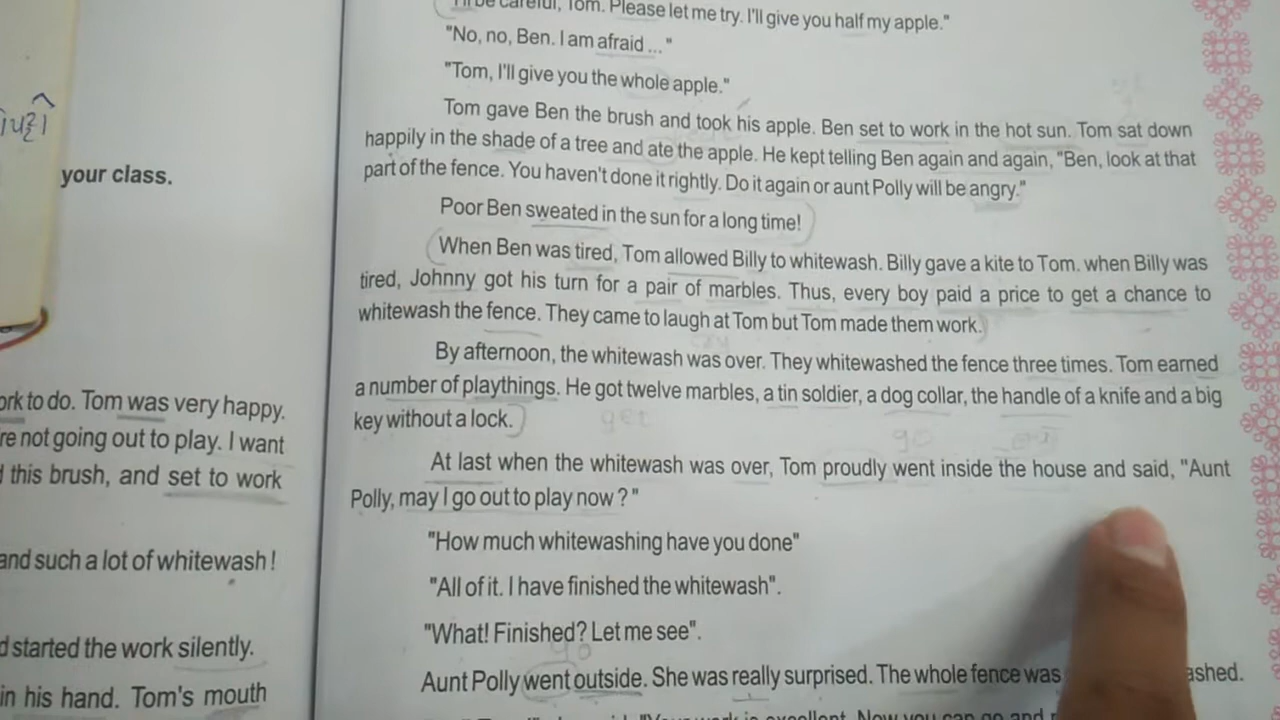 your class.
to do. Tom was very happy.
not going out to play. I want
this brush, and set to work
and such a lot of whitewash !
started the work silently.
in his hand. Tom's mouth
be careful, Tom. Please let me try. I'll give you half my apple."
"No, no, Ben. I am afraid ... "
"Tom, I'll give you the whole apple."
Tom gave Ben the brush and took his apple. Ben set to work in the hot sun. Tom sat down
happily in the shade of a tree and ate the apple. He kept telling Ben again and again, "Ben, look at that
part of the fence. You haven't done it rightly. Do it again or aunt Polly will be angry."
Poor Ben sweated in the sun for a long time!
When Ben was tired, Tom allowed Billy to whitewash. Billy gave a kite to Tom. when Billy was
tired, Johnny got his turn for a pair of marbles. Thus, every boy paid a price to get a chance to
whitewash the fence. They came to laugh at Tom but Tom made them work.
By afternoon, the whitewash was over. They whitewashed the fence three times. Tom earned
a number of playthings. He got twelve marbles, a tin soldier, a dog collar, the handle of a knife and a big
key without a lock.
get
go
At last when the whitewash was over, Tom proudly went inside the house and said, "Aunt
Polly, may I go out to play now ? "
"How much whitewashing have you done"
"All of it. I have finished the whitewash".
"What! Finished? Let me see".
go
Aunt Polly went outside. She was really surprised. The whole fence was ashed.
"Your work is excellent. Now you can go and